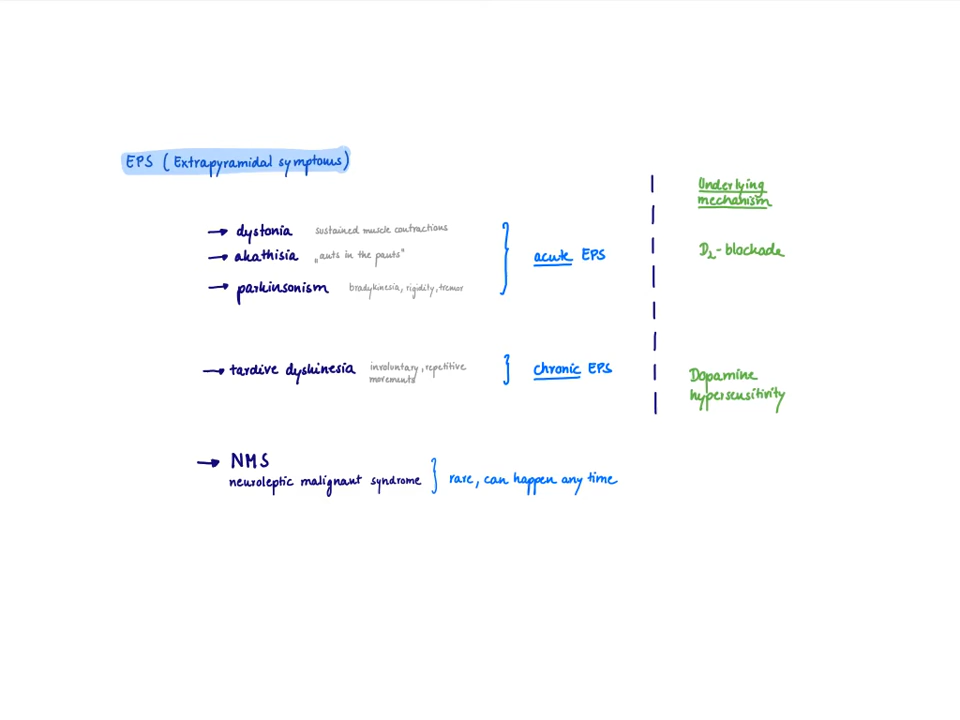 EPS (Extrapyramidal symptoms)
Underlying
mechanism
→ dystonia sustained muscle contractions
→ akathisia „ants in the pants"
→ parkinsonism bradykinesia, rigidity, tremor
acute EPS
D₂-blockade
→ tardive dyskinesia involuntary, repetitive
movements
chronic EPS
Dopamine
hypersensitivity
→ NMS
neuroleptic malignant syndrome
rare, can happen any time